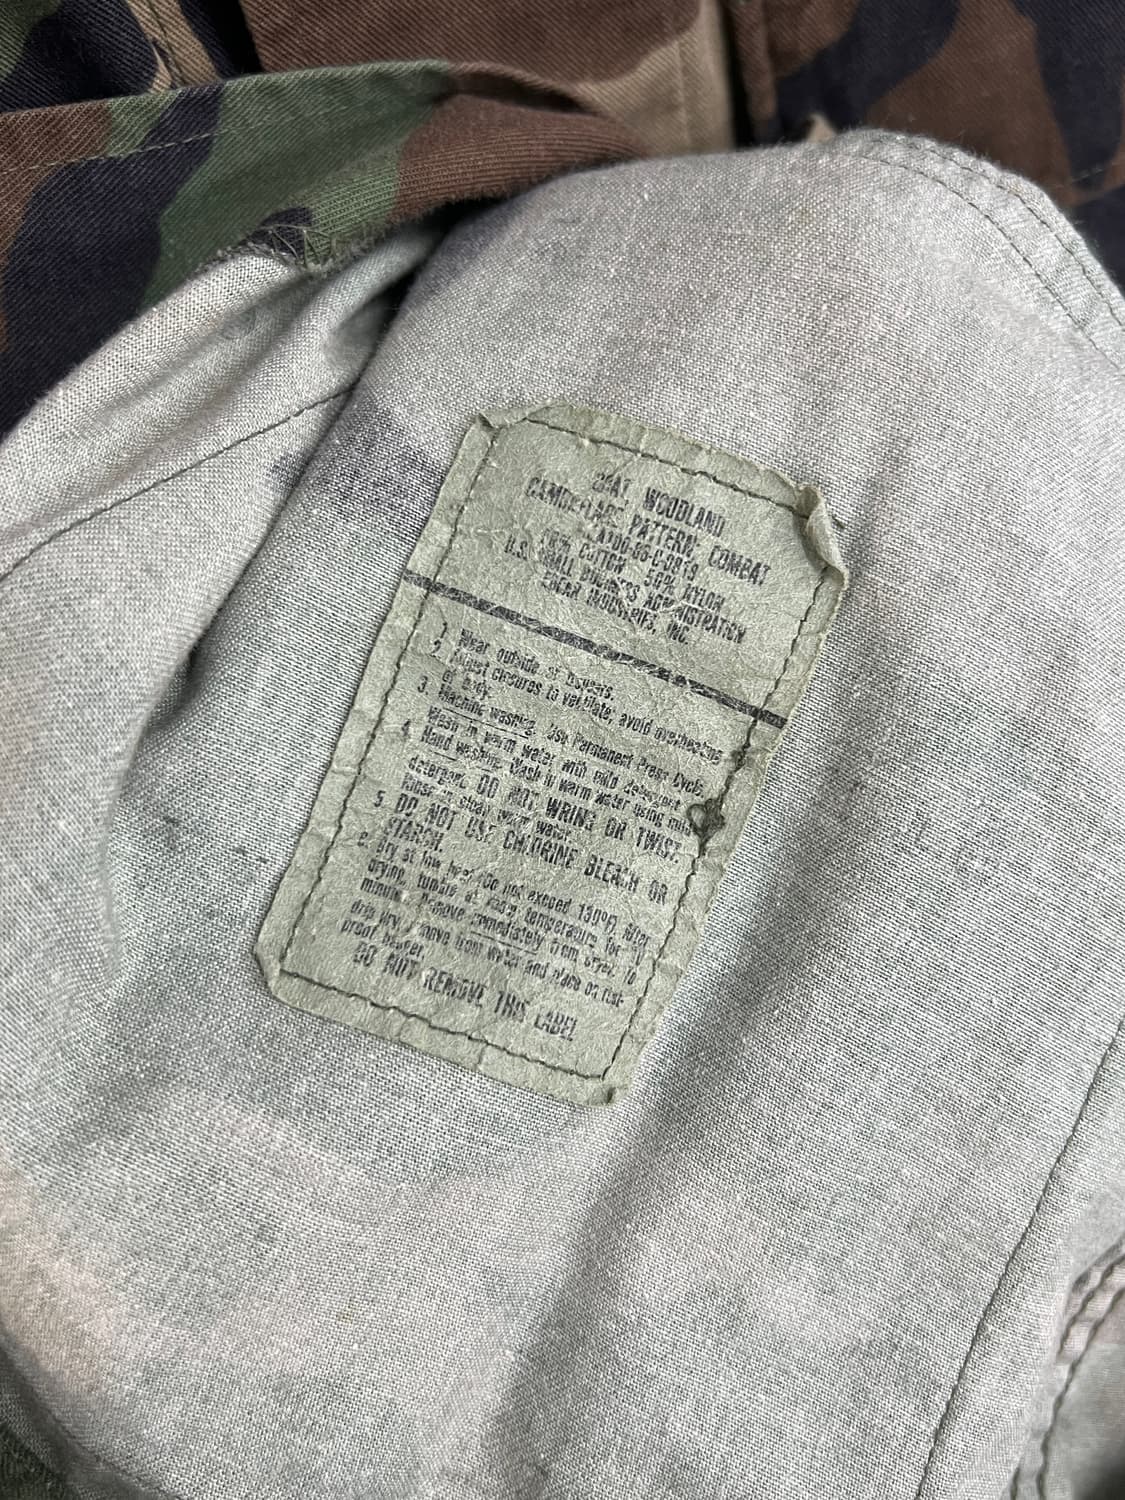 COAT, WOODLAND
CAMOUFLAGE PATTERN: COMBAT
50% COTTON 50% NYLON
U.S. SMALL BUSINESS ADMINISTRATION
INDUSTRIES, INC.
1. Wear outside of trousers.
2. Adjust closures to ventilate; avoid overheating
of body.
3. Machine washing. Use Permanent Press Cycle.
Wash in warm water with mild detergent.
4. Hand washing. Wash in warm water using mild
detergent. DO NOT WRING OR TWIST.
Rinse in clean, warm water.
5. DO NOT USE CHLORINE BLEACH OR
STARCH.
6. Dry at low heat (Do not exceed 130°F). After
drying, tumble at room temperature for 10
minutes. Remove immediately from dryer. To
drip dry, remove from water and place on rust-
proof hanger.
DO NOT REMOVE THIS LABEL